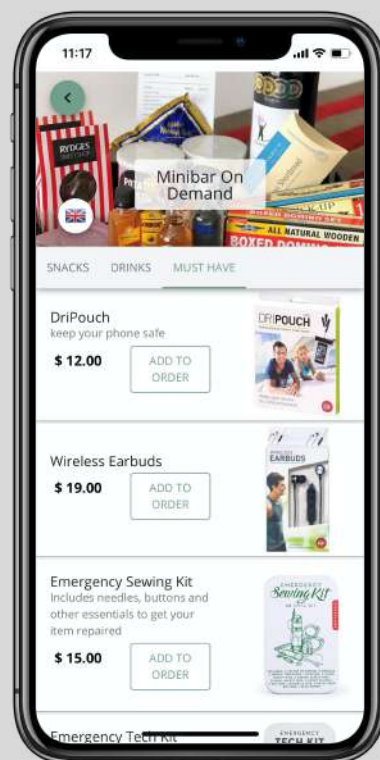 11:17
RYDGES
Minibar On
Demand
ALL NATURAL WOODEN
BOXED DOMINO
SNACKS DRINKS MUST HAVE
DriPouch
keep your phone safe
$ 12.00
ADD TO
ORDER
DRIPOUCH
Wireless Earbuds
$ 19.00
ADD TO
ORDER
WIRELESS
EARBUDS
Emergency Sewing Kit
Includes needles, buttons and
other essentials to get your
item repaired
$ 15.00
ADD TO
ORDER
EMERGENCY
Sewing Kit
Emergency Tech Kit
EMERGENCY
TECH KIT